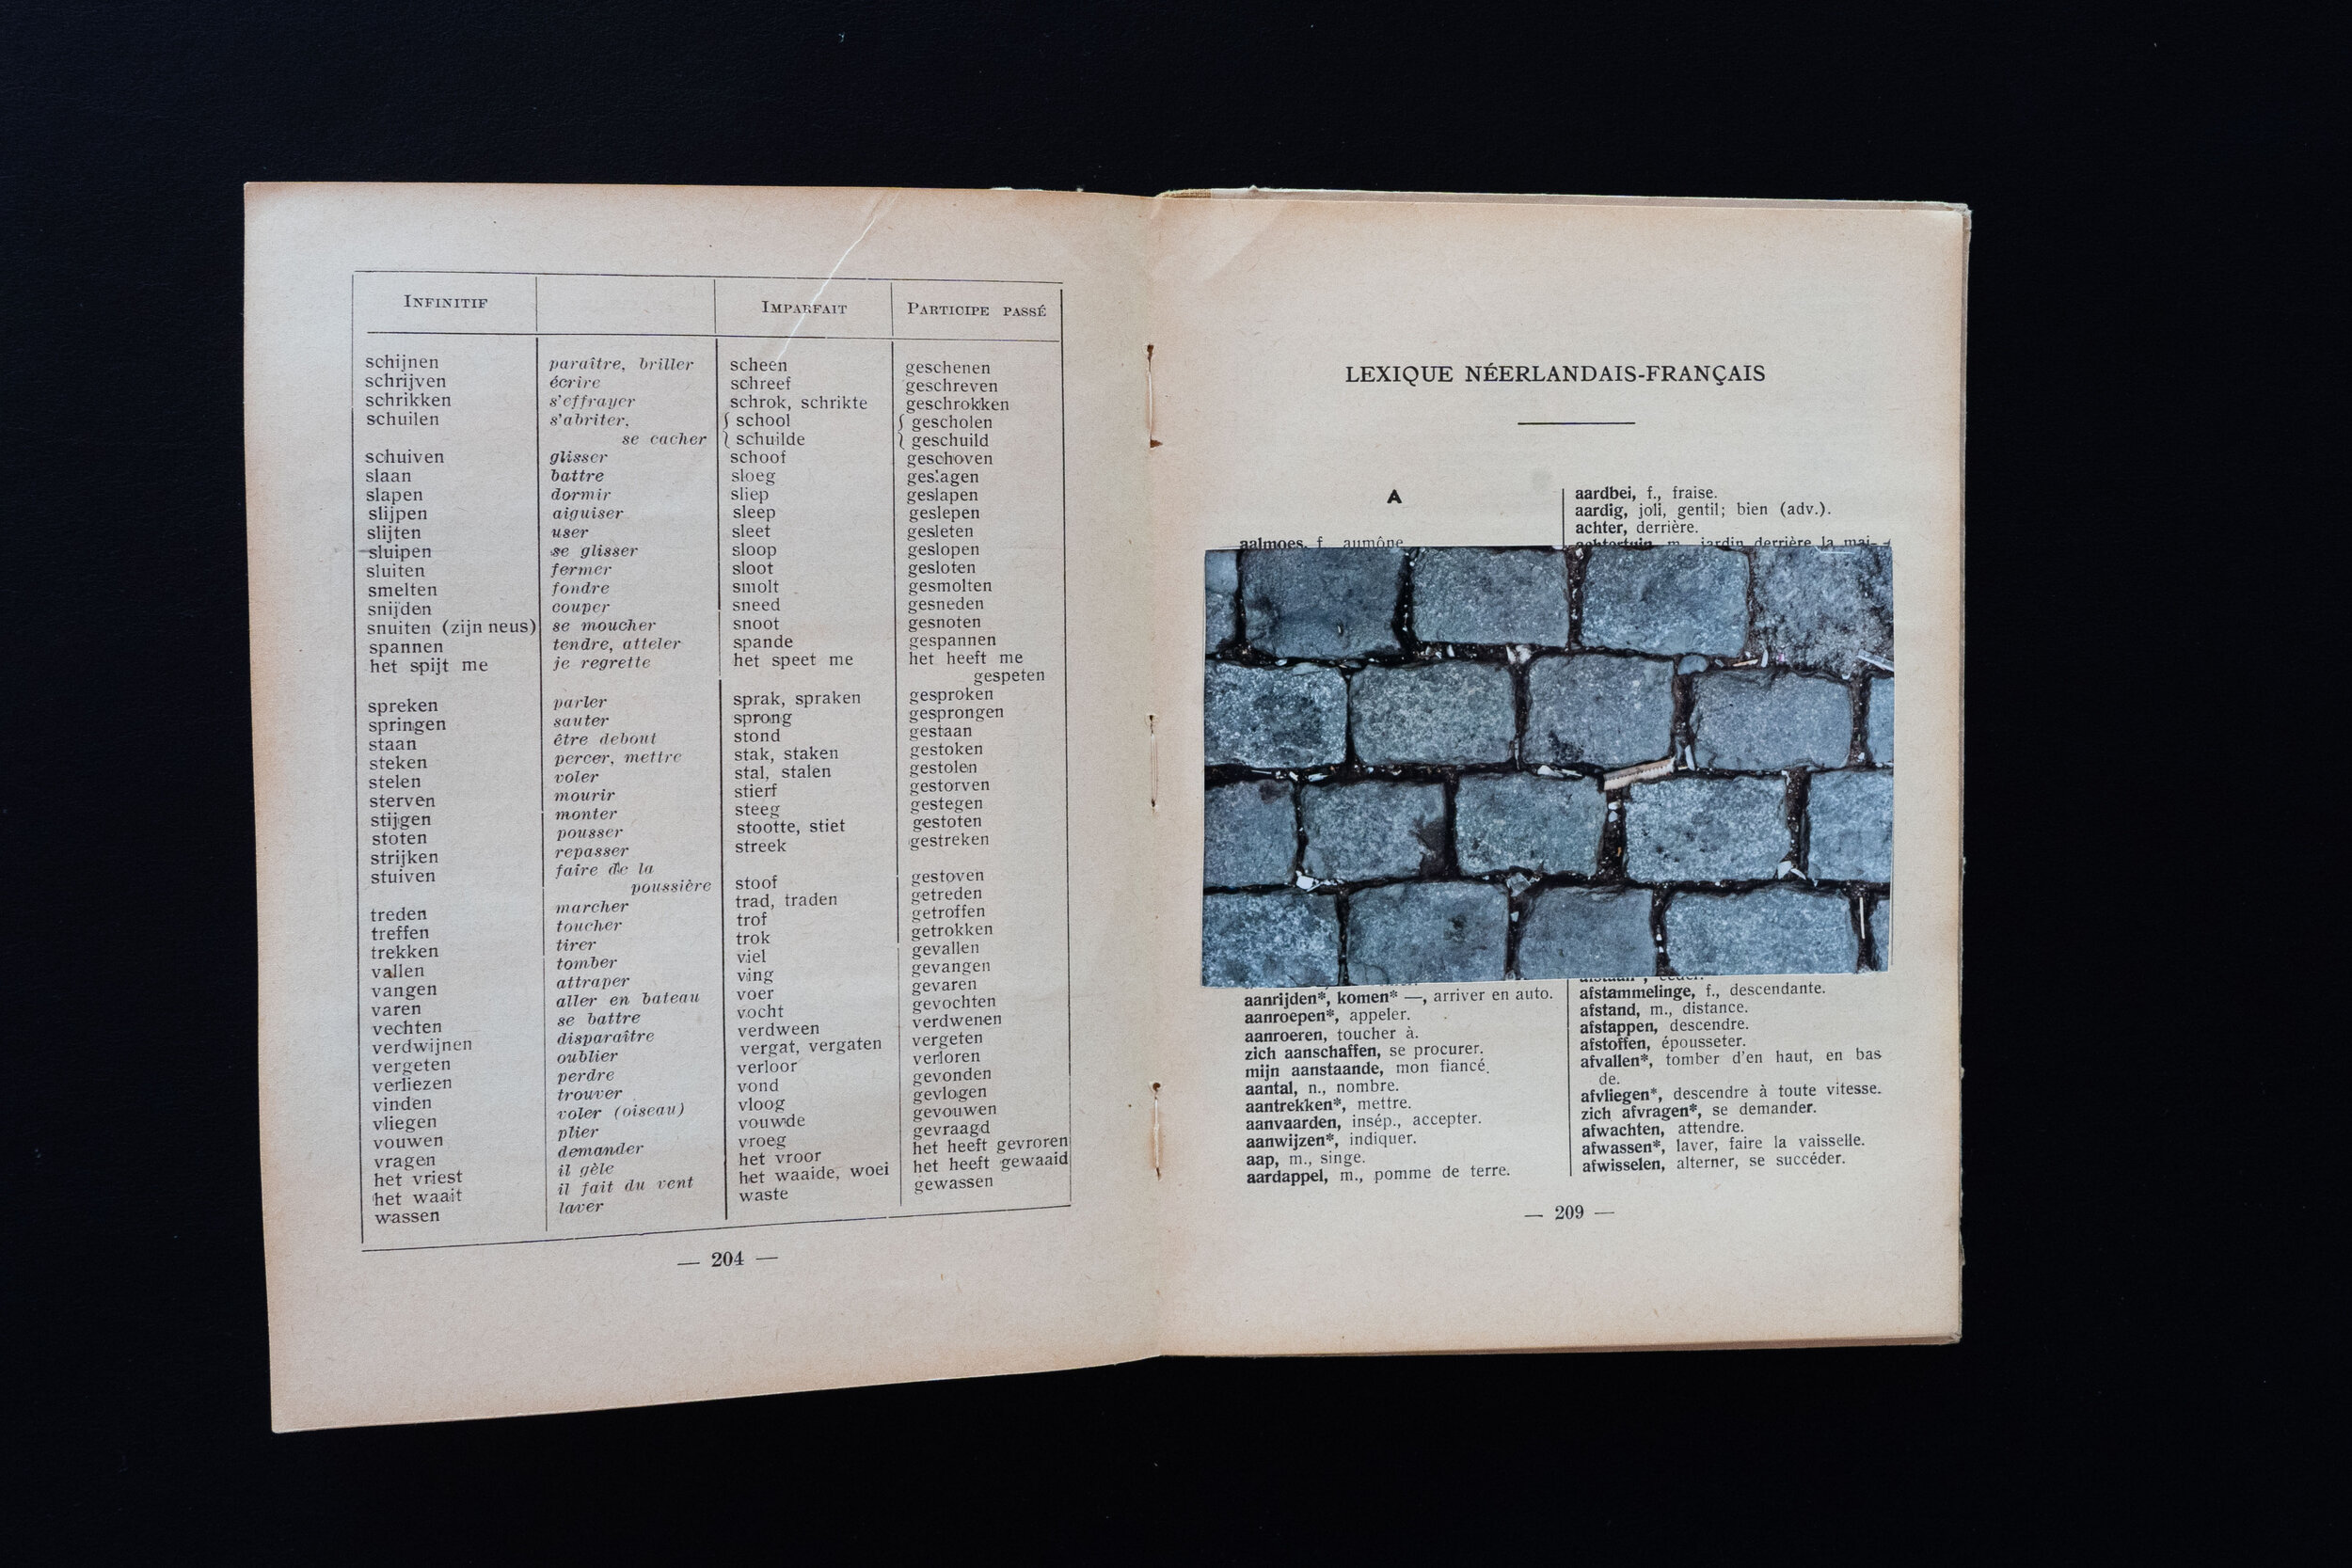 INFINITIF IMPARFAIT PARTICIPE PASSÉ
schijnen paraître, briller scheen geschenen
schrijven écrire schreef geschreven
schrikken s'effrayer schrok, schrikte geschrokken
schuilen s'abriter, { school { gescholen
se cacher schuilde geschuild
schuiven glisser schoof geschoven
slaan battre sloeg geslagen
slapen dormir sliep geslapen
slijpen aiguiser sleep geslepen
slijten user sleet gesleten
sluipen se glisser sloop geslopen
sluiten fermer sloot gesloten
smelten fondre smolt gesmolten
snijden couper sneed gesneden
snuiten (zijn neus) se moucher snoot gesnoten
spannen tendre, atteler spande gespannen
het spijt me je regrette het speet me het heeft me
gespeten
spreken parler sprak, spraken gesproken
springen sauter sprong gesprongen
staan être debout stond gestaan
steken percer, mettre stak, staken gestoken
stelen voler stal, stalen gestolen
sterven mourir stierf gestorven
stijgen monter steeg gestegen
stoten pousser stootte, stiet gestoten
strijken repasser streek gestreken
stuiven faire de la
poussière stoof gestoven
treden marcher trad, traden getreden
treffen toucher trof getroffen
trekken tirer trok getrokken
vallen tomber viel gevallen
vangen attraper ving gevangen
varen aller en bateau voer gevaren
vechten se battre vocht gevochten
verdwijnen disparaître verdween verdwenen
vergeten oublier vergat, vergaten vergeten
verliezen perdre verloor verloren
vinden trouver vond gevonden
vliegen voler (oiseau) vloog gevlogen
vouwen plier vouwde gevouwen
vragen demander vroeg gevraagd
het vriest il gèle het vroor het heeft gevroren
het waait il fait du vent het waaide, woei het heeft gewaaid
wassen laver waste gewassen
— 204 —
LEXIQUE NÉERLANDAIS-FRANÇAIS
A
aalmoes, f., aumône
aanrijden*, komen* —, arriver en auto.
aanroepen*, appeler.
aanroeren, toucher à.
zich aanschaffen, se procurer.
mijn aanstaande, mon fiancé.
aantal, n., nombre.
aantrekken*, mettre.
aanvaarden, insép., accepter.
aanwijzen*, indiquer.
aap, m., singe.
aardappel, m., pomme de terre.
aardbei, f., fraise.
aardig, joli, gentil; bien (adv.).
achter, derrière.
achtertuin, m., jardin derrière la mai-
afstammelinge, f., descendante.
afstand, m., distance.
afstappen, descendre.
afstoffen, épousseter.
afvallen*, tomber d'en haut, en bas
de.
afvliegen*, descendre à toute vitesse.
zich afvragen*, se demander.
afwachten, attendre.
afwassen*, laver, faire la vaisselle.
afwisselen, alterner, se succéder.
— 209 —